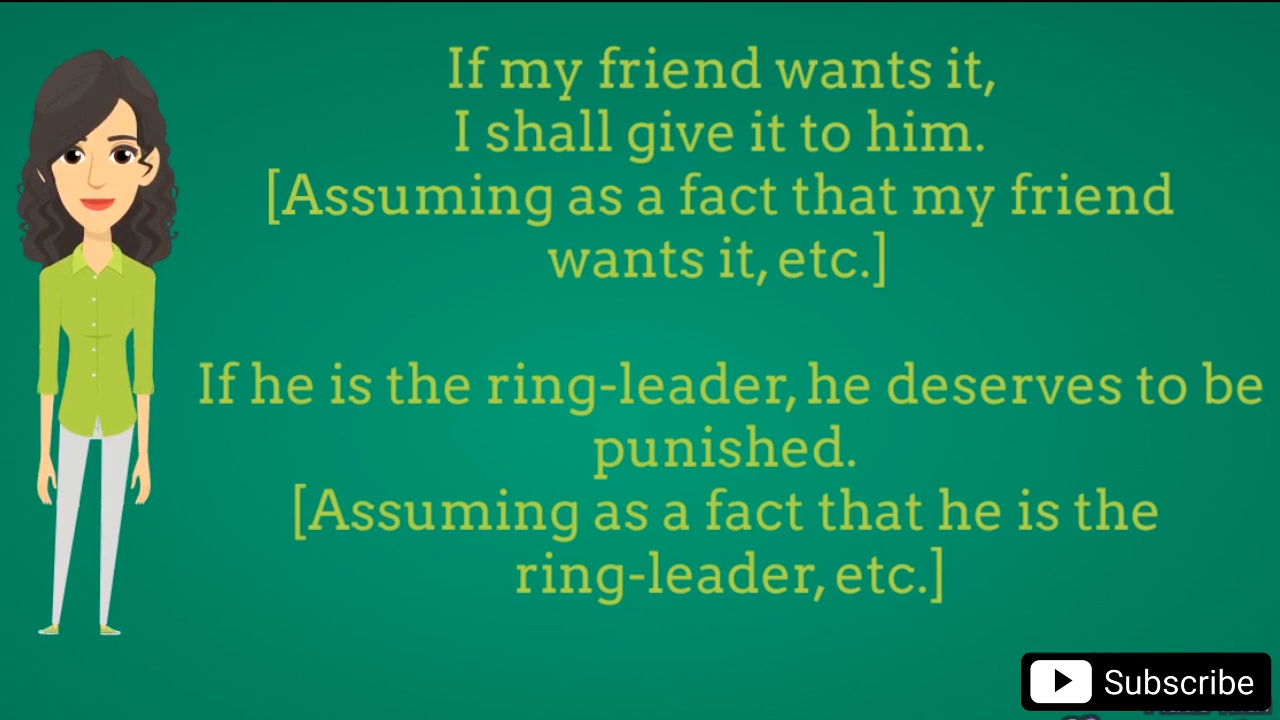 If my friend wants it,
I shall give it to him.
[Assuming as a fact that my friend
wants it, etc.]
If he is the ring-leader, he deserves to be
punished.
[Assuming as a fact that he is the
ring-leader, etc.]
Subscribe